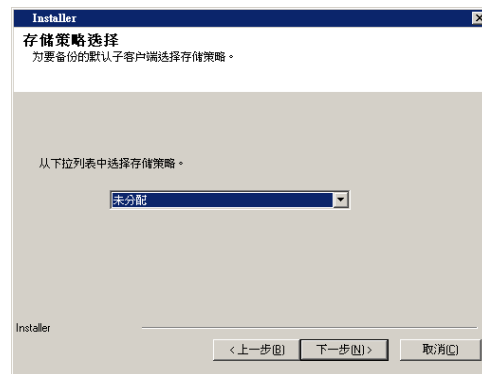 Installer
存储策略选择
为要备份的默认子客户端选择存储策略。
从下拉列表中选择存储策略。
未分配
Installer
<上一步(B) 下一步(N)> 取消(C)